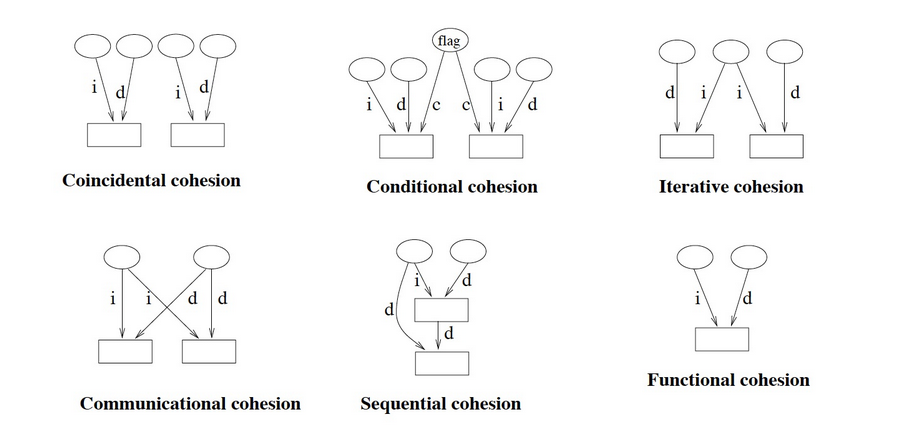 flag
i d i d
i d c c i d
d i i d
Coincidental cohesion
Conditional cohesion
Iterative cohesion
i i d d
i d
d
d
i d
Communicational cohesion
Sequential cohesion
Functional cohesion